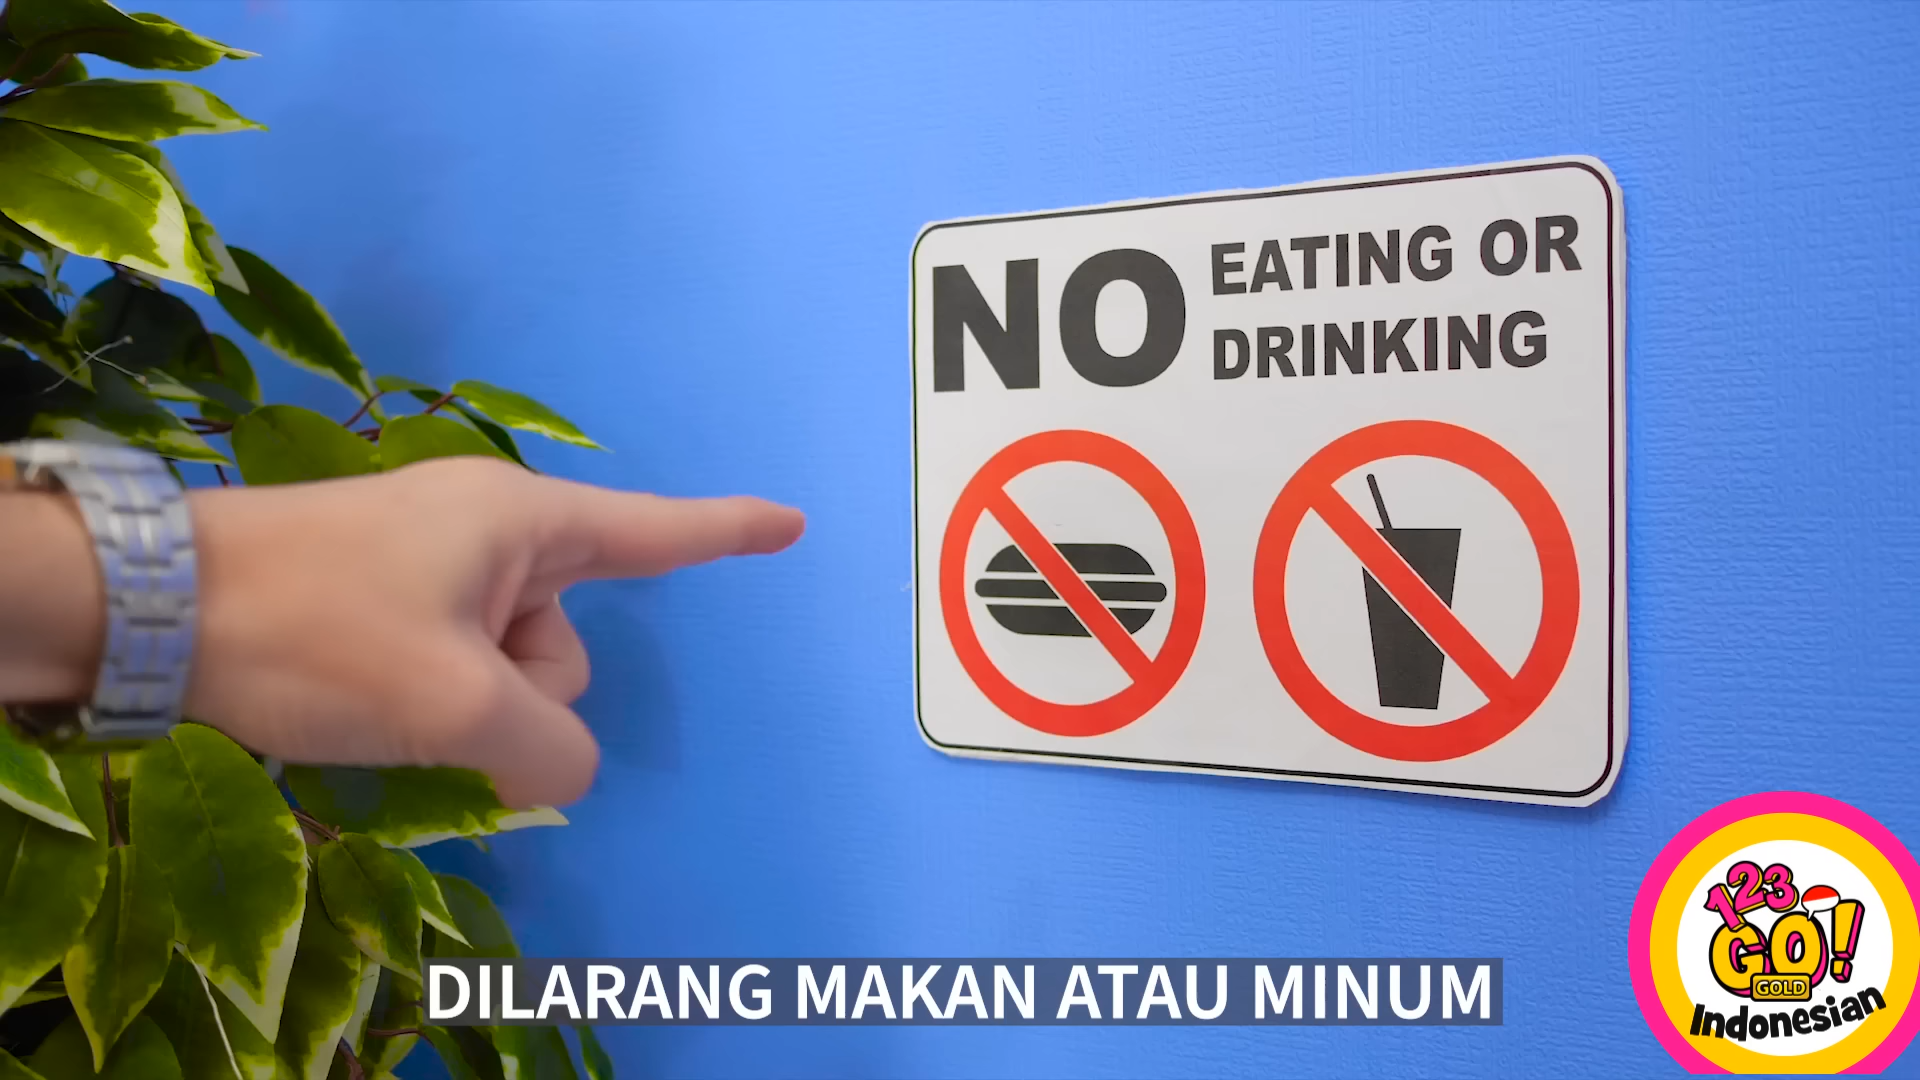 NO EATING OR
DRINKING
DILARANG MAKAN ATAU MINUM
123
GO!
GOLD
Indonesian